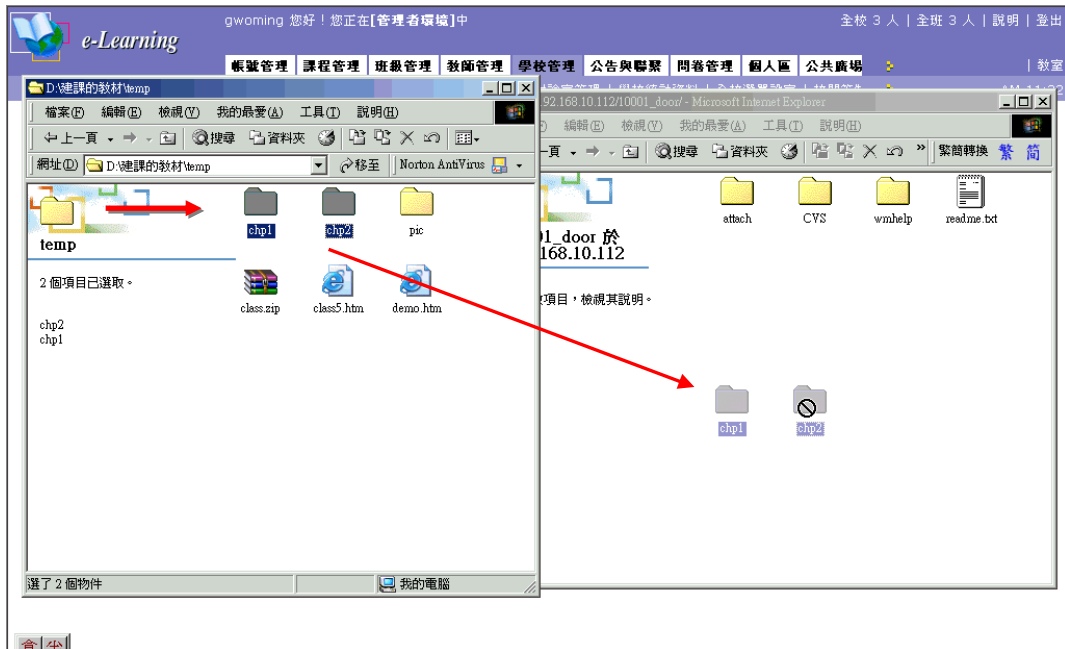 e-Learning
gwoming 您好！您正在[管理者環境]中
全校 3 人 | 全班 3 人 | 說明 | 登出
帳號管理 課程管理 班級管理 教師管理 學校管理 公告與聯繫 問卷管理 個人區 公共廣場
| 教室
D:\建課的教材\temp
檔案(F) 編輯(E) 檢視(V) 我的最愛(A) 工具(T) 說明(H)
上一頁 搜尋 資料夾
網址(D) D:\建課的教材\temp 移至 Norton AntiVirus
temp
2 個項目已選取。
chp2
chp1
chp1 chp2 pic
class.zip class5.htm demo.htm
選了 2 個物件 我的電腦
92.168.10.112/10001_door/ - Microsoft Internet Explorer
編輯(E) 檢視(V) 我的最愛(A) 工具(T) 說明(H)
一頁 搜尋 資料夾 » 繁簡轉換 繁 简
attach CVS wmhelp readme.txt
01_door 於
168.10.112
項目，檢視其說明。
chp1 chp2